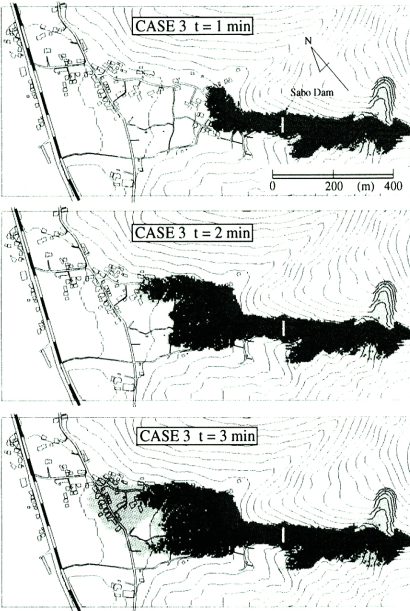 CASE 3 t = 1 min
N
Sabo Dam
0 200 (m) 400
CASE 3 t = 2 min
CASE 3 t = 3 min